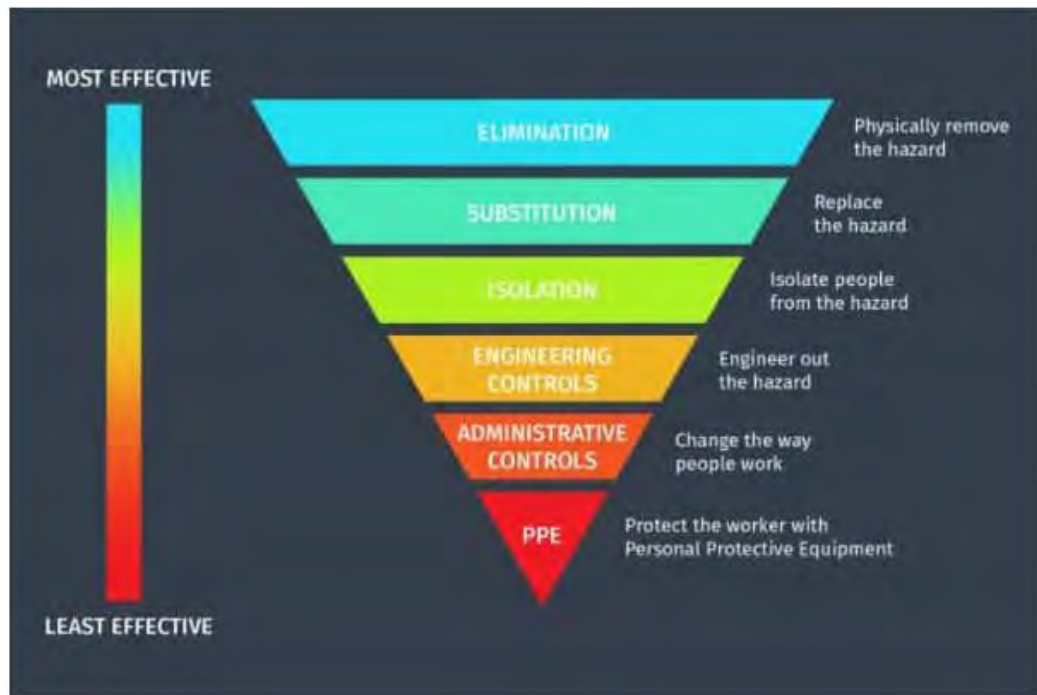 MOST EFFECTIVE
ELIMINATION
Physically remove
the hazard
SUBSTITUTION
Replace
the hazard
ISOLATION
Isolate people
from the hazard
ENGINEERING
CONTROLS
Engineer out
the hazard
ADMINISTRATIVE
CONTROLS
Change the way
people work
PPE
Protect the worker with
Personal Protective Equipment
LEAST EFFECTIVE